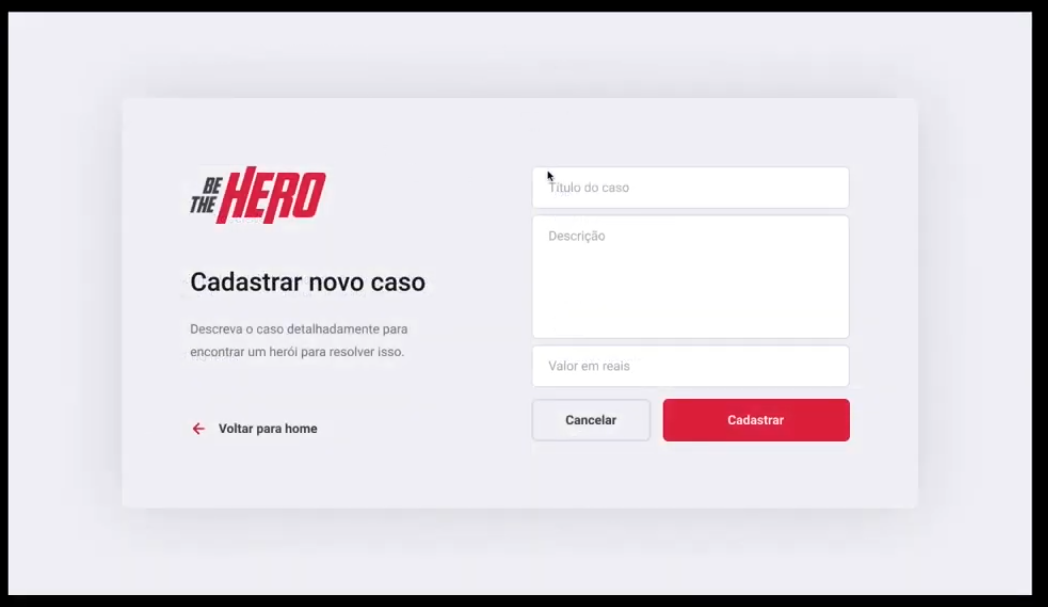 BE
THE HERO
Cadastrar novo caso
Descreva o caso detalhadamente para
encontrar um herói para resolver isso.
Voltar para home
Título do caso
Descrição
Valor em reais
Cancelar
Cadastrar